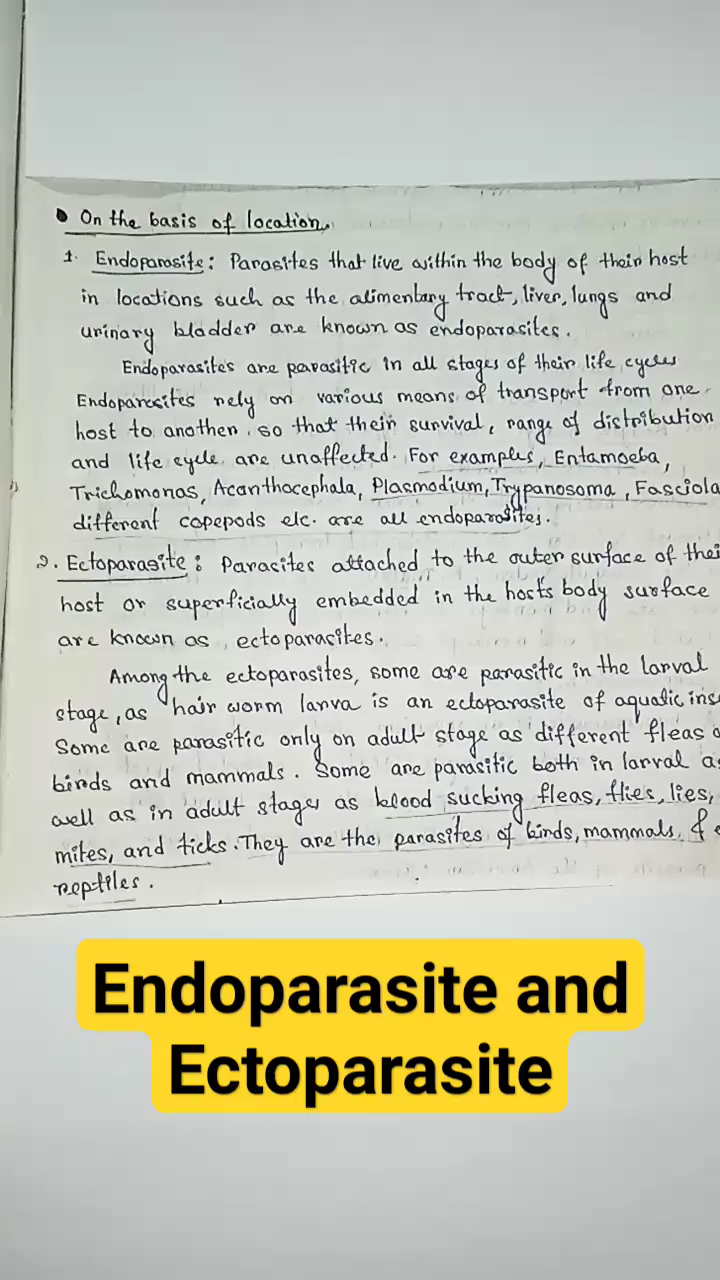 On the basis of location.
1. Endoparasite: Parasites that live within the body of their host
in locations such as the alimentary tract, liver, lungs and
urinary bladder are known as endoparasites.
Endoparasites are parasitic in all stages of their life cycles
Endoparasites rely on various means of transport from one
host to another, so that their survival, range of distribution
and life cycle are unaffected. For examples, Entamoeba,
Trichomonas, Acanthocephala, Plasmodium, Trypanosoma, Fasciola
different copepods etc. are all endoparasites.
2. Ectoparasite: Parasites attached to the outer surface of thei
host or superficially embedded in the host's body surface
are known as ectoparasites.
Among the ectoparasites, some are parasitic in the larval
stage, as hair worm larva is an ectoparasite of aquatic ins
Some are parasitic only on adult stage as different fleas o
birds and mammals. Some are parasitic both in larval as
well as in adult stages as blood sucking fleas, flies, lies,
mites, and ticks. They are the parasites of birds, mammals, &
reptiles.
Endoparasite and
Ectoparasite